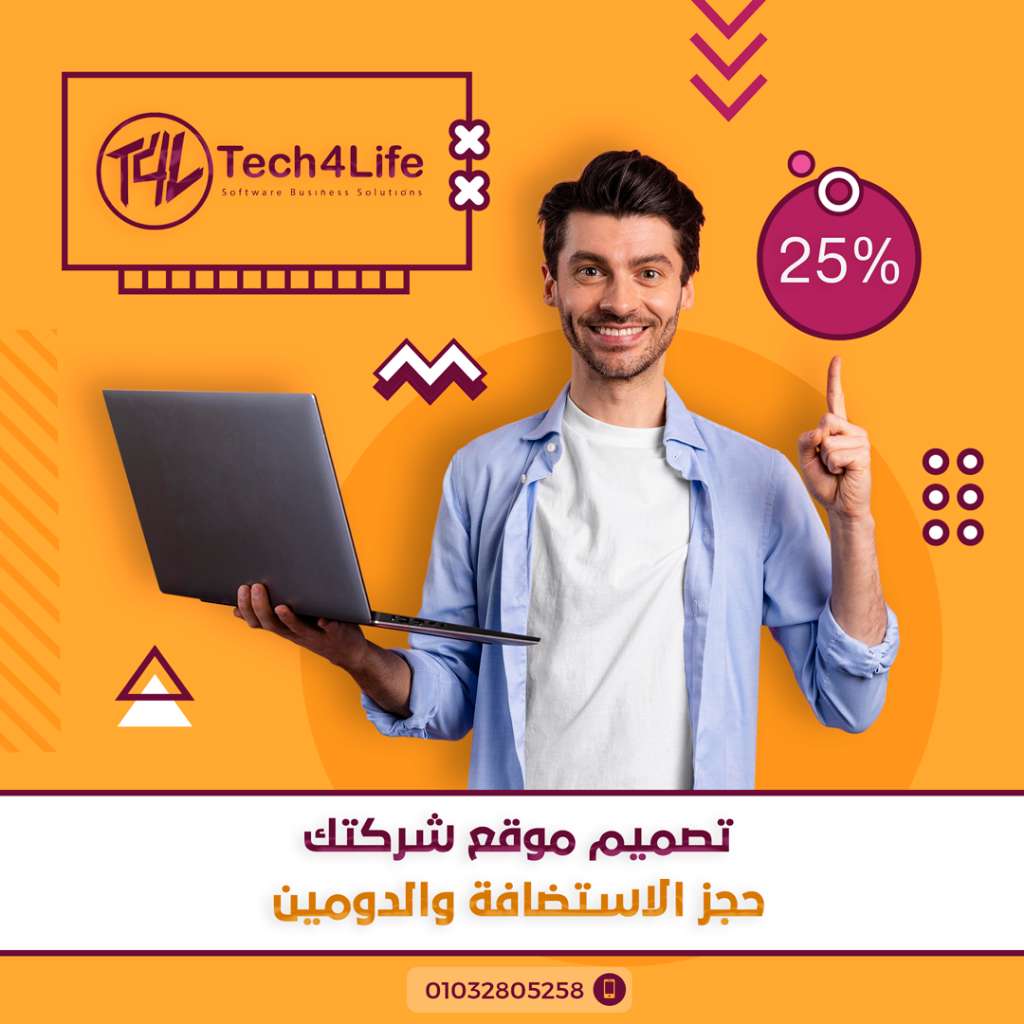 T4L
Tech4Life
Software Business Solutions
25%
تصميم موقع شركتك
حجز الاستضافة والدومين
01032805258